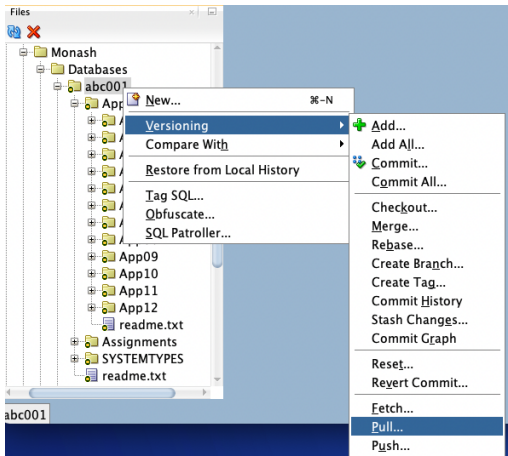 Files
Monash
Databases
abc001
App
A
A
A
A
A
A
A
App09
App10
App11
App12
readme.txt
Assignments
SYSTEMTYPES
readme.txt
abc001
New... ⌘-N
Versioning
Compare With
Restore from Local History
Tag SQL...
Obfuscate...
SQL Patroller...
Add...
Add All...
Commit...
Commit All...
Checkout...
Merge...
Rebase...
Create Branch...
Create Tag...
Commit History
Stash Changes...
Commit Graph
Reset...
Revert Commit...
Fetch...
Pull...
Push...